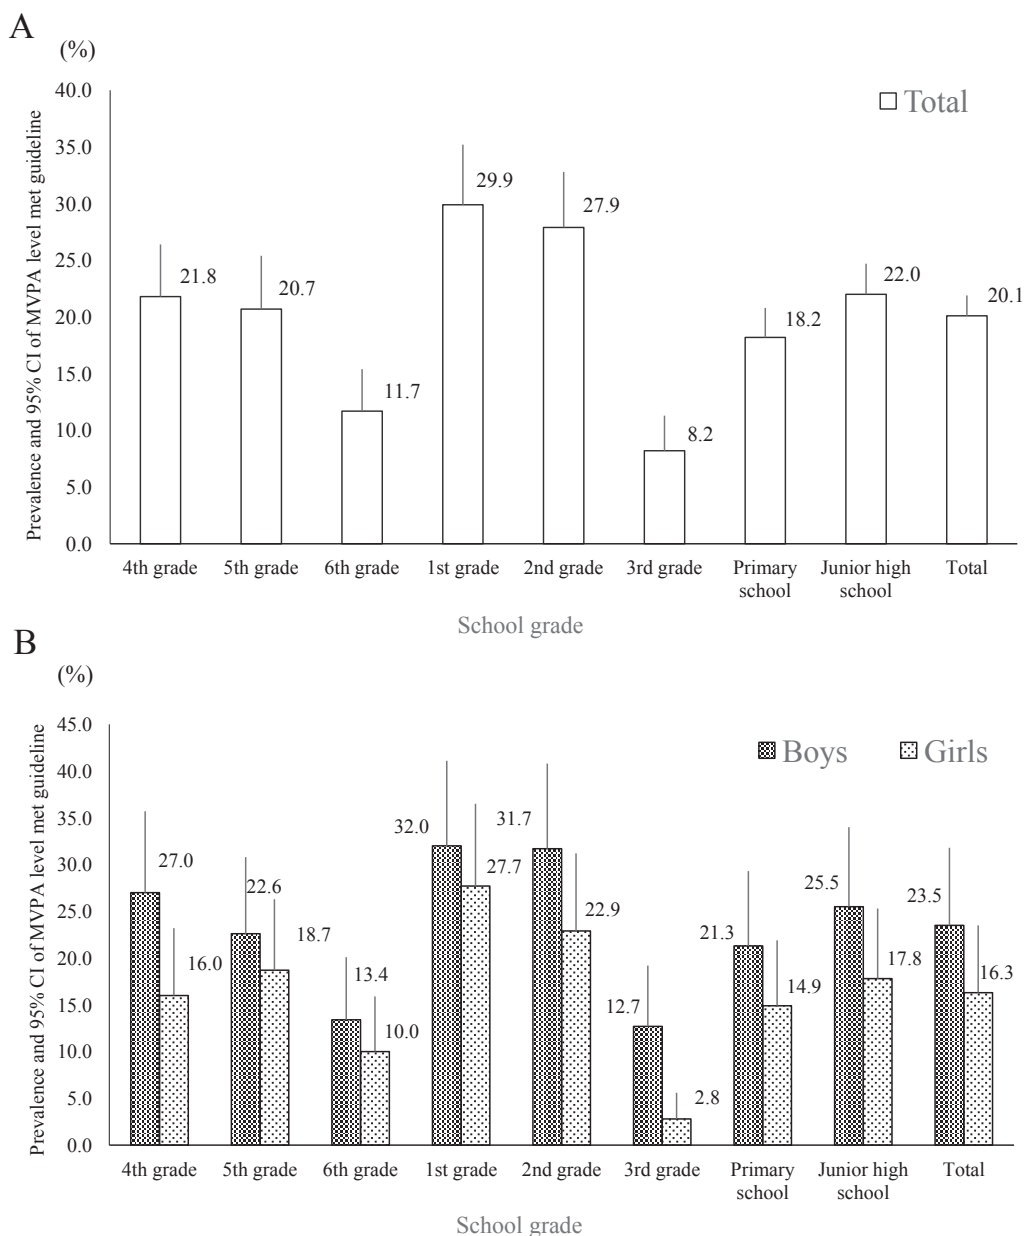 A
(%)
Prevalence and 95% CI of MVPA level met guideline
40.0
35.0
30.0
25.0
20.0
15.0
10.0
5.0
0.0
Total
21.8
20.7
11.7
29.9
27.9
8.2
18.2
22.0
20.1
4th grade
5th grade
6th grade
1st grade
2nd grade
3rd grade
Primary
school
Junior high
school
Total
School grade
B
(%)
Prevalence and 95% CI of MVPA level met guideline
45.0
40.0
35.0
30.0
25.0
20.0
15.0
10.0
5.0
0.0
Boys
Girls
27.0
16.0
22.6
18.7
13.4
10.0
32.0
27.7
31.7
22.9
12.7
2.8
21.3
14.9
25.5
17.8
23.5
16.3
4th grade
5th grade
6th grade
1st grade
2nd grade
3rd grade
Primary
school
Junior high
school
Total
School grade